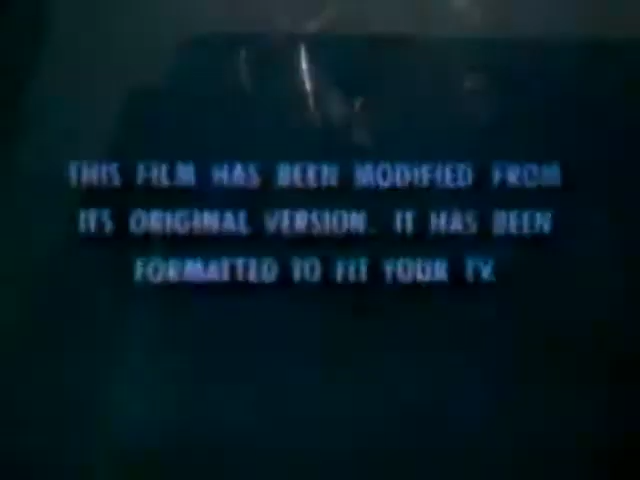 THIS FILM HAS BEEN MODIFIED FROM
ITS ORIGINAL VERSION. IT HAS BEEN
FORMATTED TO FIT YOUR TV.